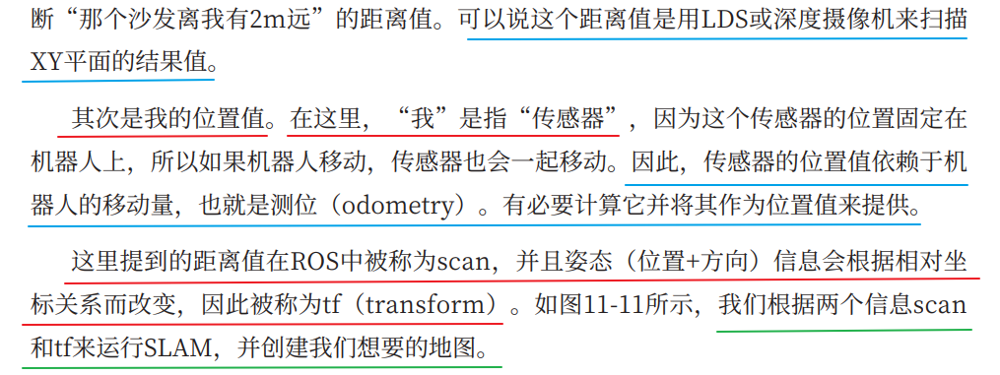 断“那个沙发离我有2m远”的距离值。可以说这个距离值是用LDS或深度摄像机来扫描
XY平面的结果值。
其次是我的位置值。在这里，“我”是指“传感器”，因为这个传感器的位置固定在
机器人上，所以如果机器人移动，传感器也会一起移动。因此，传感器的位置值依赖于机
器人的移动量，也就是测位（odometry）。有必要计算它并将其作为位置值来提供。
这里提到的距离值在ROS中被称为scan，并且姿态（位置+方向）信息会根据相对坐
标关系而改变，因此被称为tf（transform）。如图11-11所示，我们根据两个信息scan
和tf来运行SLAM，并创建我们想要的地图。